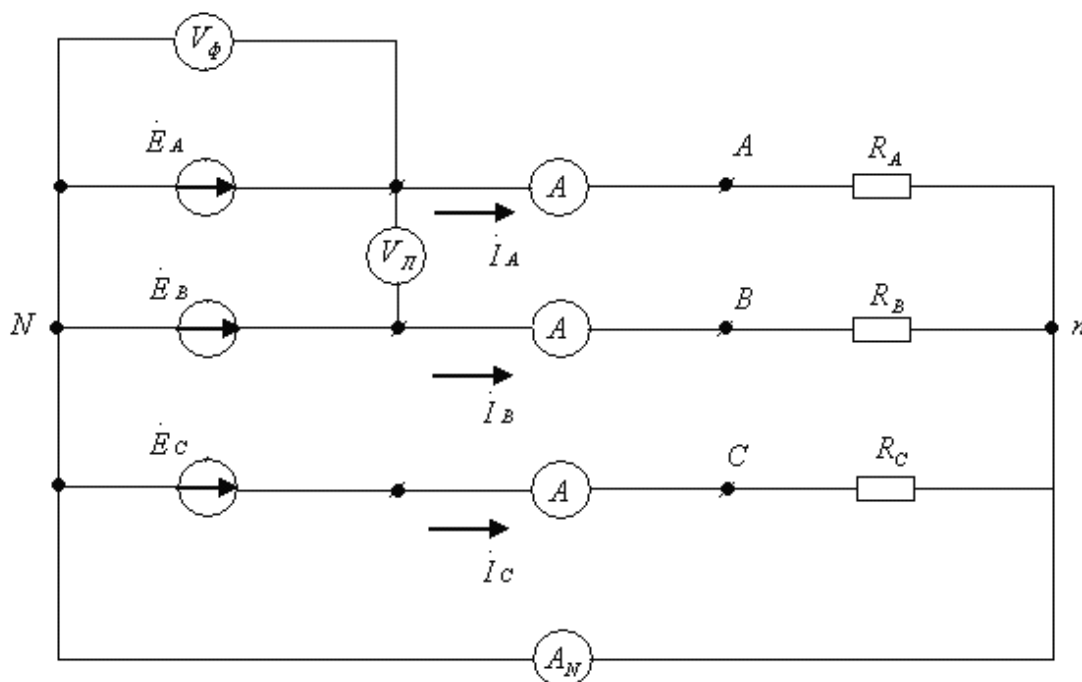 V_ф
Ė_A
A
A
R_A
V_Л
İ_A
N
Ė_B
A
B
R_B
n
İ_B
Ė_C
A
C
R_C
İ_C
A_N